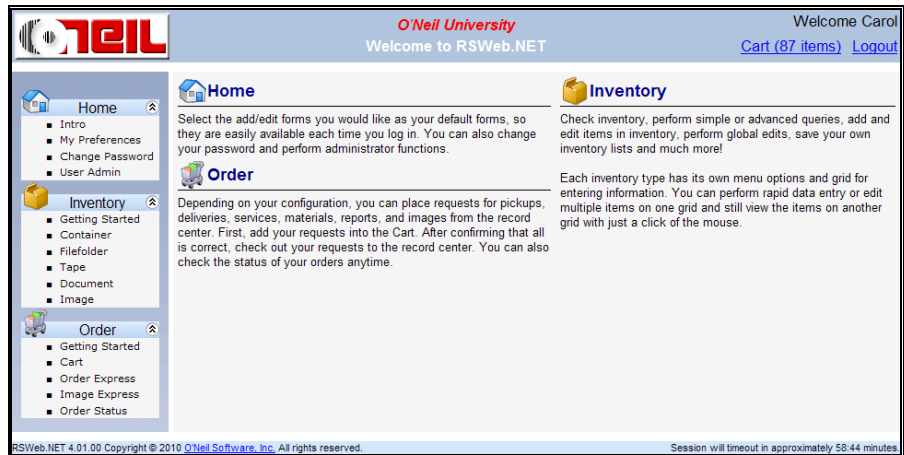 ONEIL
O'Neil University
Welcome to RSWeb.NET
Welcome Carol
Cart (87 items) Logout
Home
Intro
My Preferences
Change Password
User Admin
Inventory
Getting Started
Container
Filefolder
Tape
Document
Image
Order
Getting Started
Cart
Order Express
Image Express
Order Status
Home
Select the add/edit forms you would like as your default forms, so
they are easily available each time you log in. You can also change
your password and perform administrator functions.
Order
Depending on your configuration, you can place requests for pickups,
deliveries, services, materials, reports, and images from the record
center. First, add your requests into the Cart. After confirming that all
is correct, check out your requests to the record center. You can also
check the status of your orders anytime.
Inventory
Check inventory, perform simple or advanced queries, add and
edit items in inventory, perform global edits, save your own
inventory lists and much more!
Each inventory type has its own menu options and grid for
entering information. You can perform rapid data entry or edit
multiple items on one grid and still view the items on another
grid with just a click of the mouse.
RSWeb.NET 4.01.00 Copyright © 2010 O'Neil Software, Inc. All rights reserved.
Session will timeout in approximately 58:44 minutes.